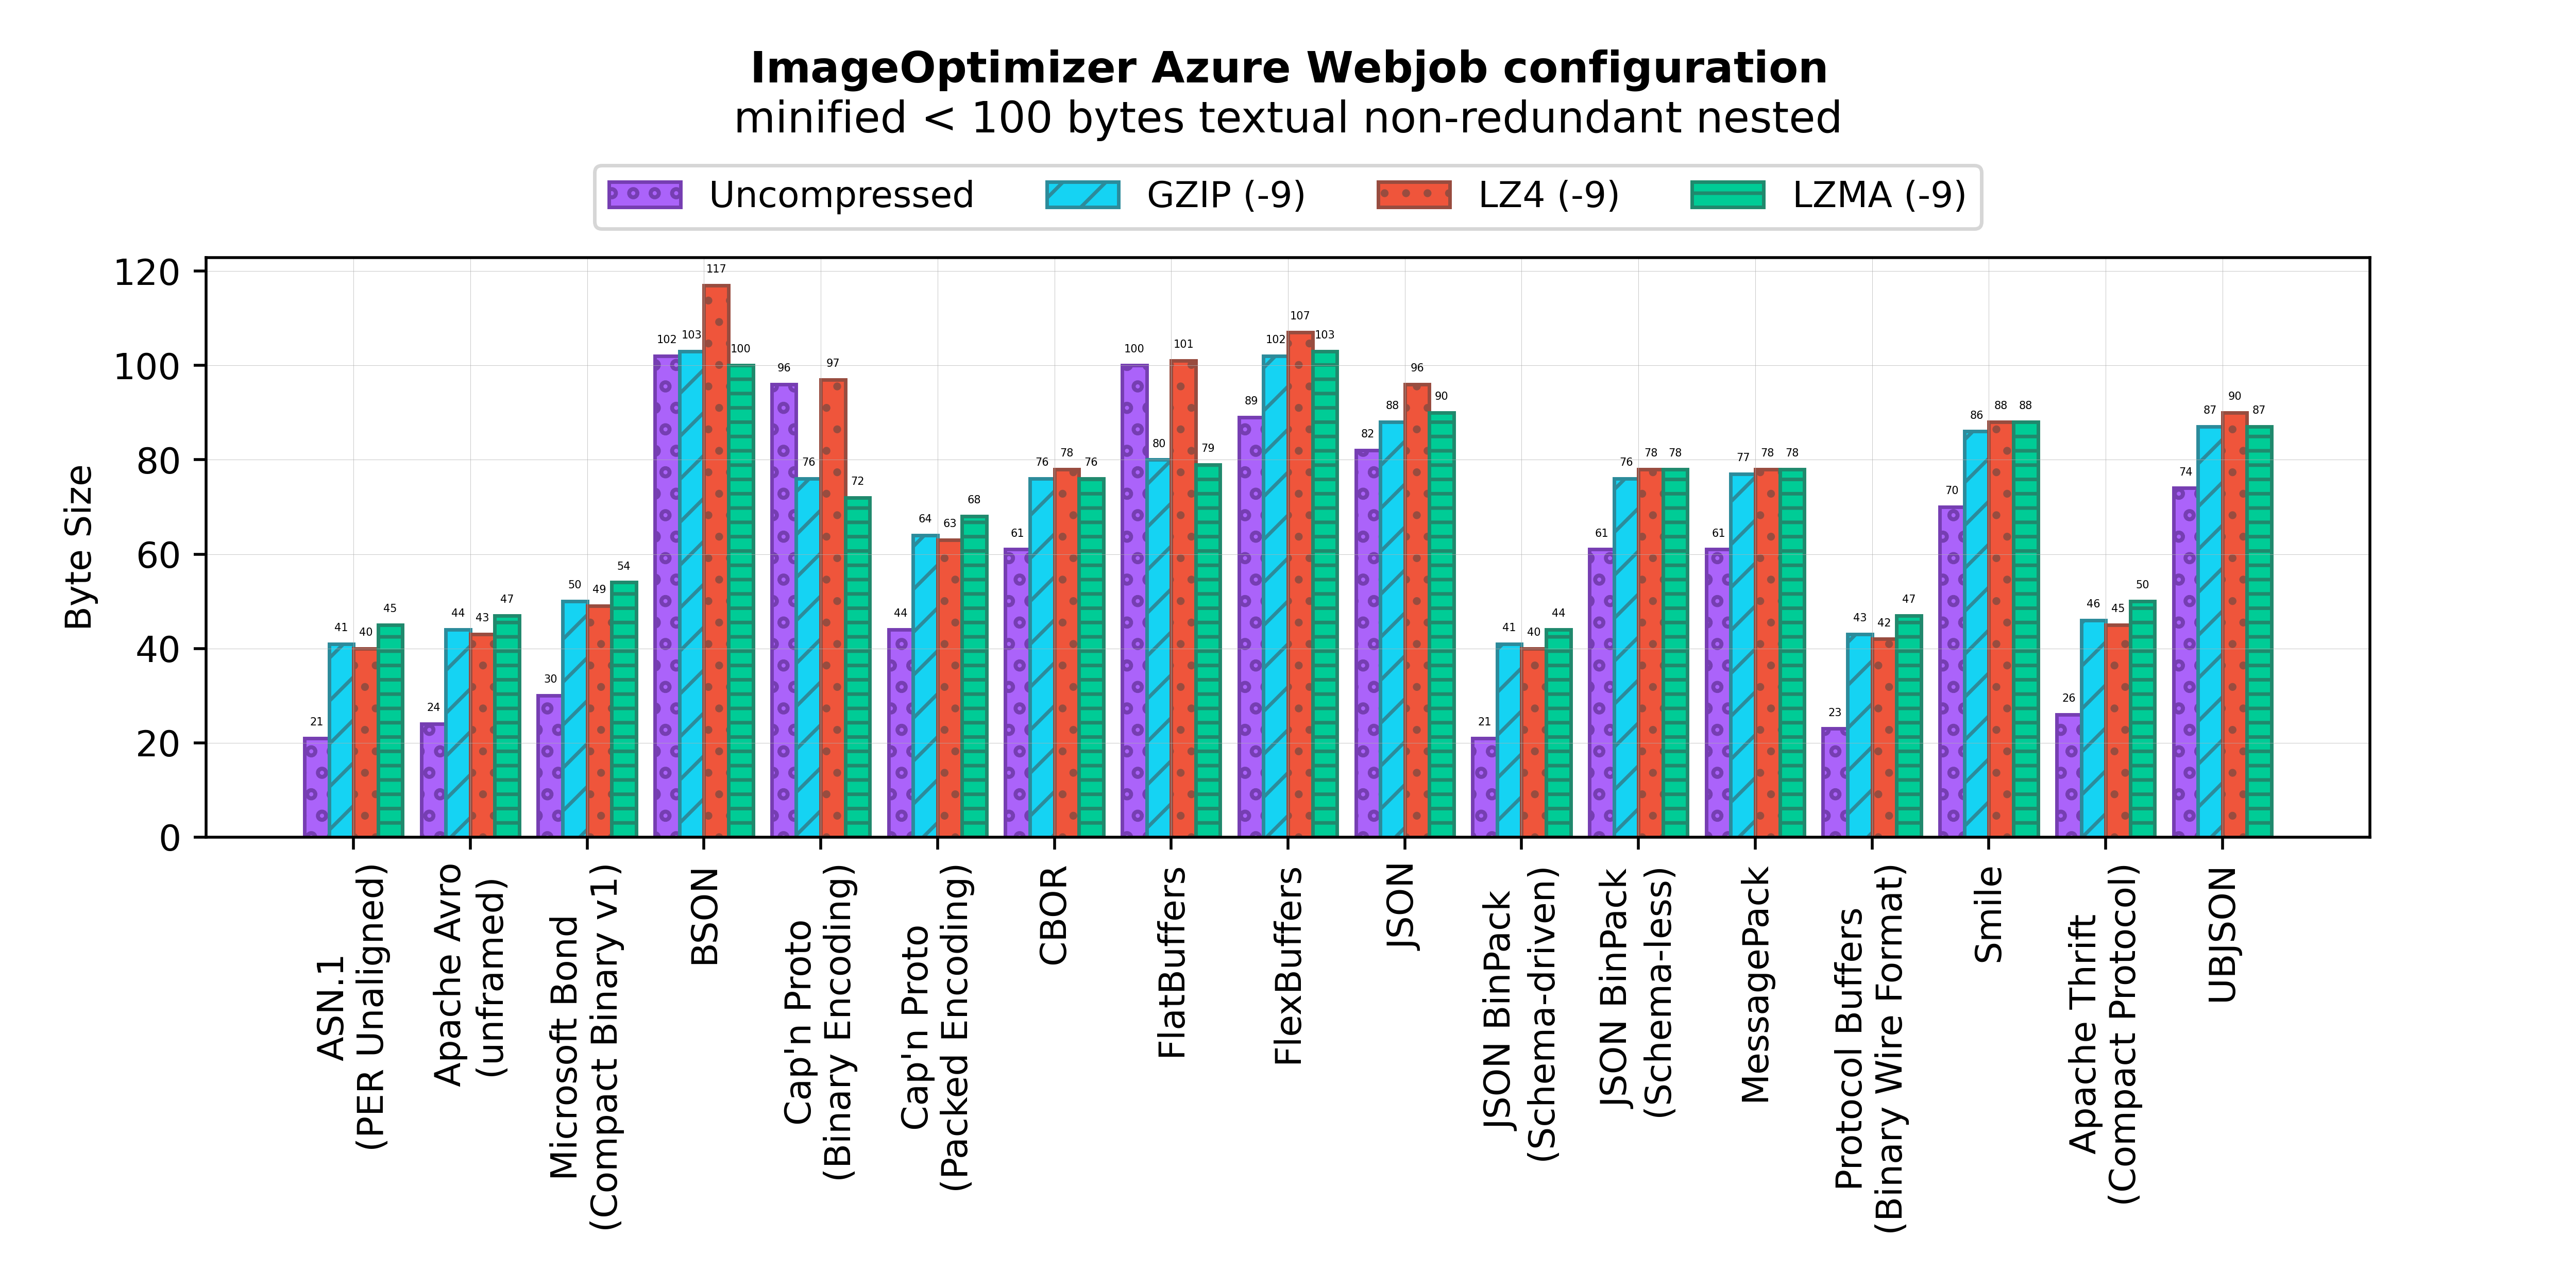 ImageOptimizer Azure Webjob configuration
minified < 100 bytes textual non-redundant nested
Uncompressed
GZIP (-9)
LZ4 (-9)
LZMA (-9)
Byte Size
120
100
80
60
40
20
0
21
41
40
45
24
44
43
47
30
50
49
54
102
103
117
100
96
76
97
72
44
64
63
68
61
76
78
76
100
80
101
79
89
102
107
103
82
88
96
90
21
41
40
44
61
76
78
78
61
77
78
78
23
43
42
47
70
86
88
88
26
46
45
50
74
87
90
87
ASN.1
(PER Unaligned)
Apache Avro
(unframed)
Microsoft Bond
(Compact Binary v1)
BSON
Cap'n Proto
(Binary Encoding)
Cap'n Proto
(Packed Encoding)
CBOR
FlatBuffers
FlexBuffers
JSON
JSON BinPack
(Schema-driven)
JSON BinPack
(Schema-less)
MessagePack
Protocol Buffers
(Binary Wire Format)
Smile
Apache Thrift
(Compact Protocol)
UBJSON